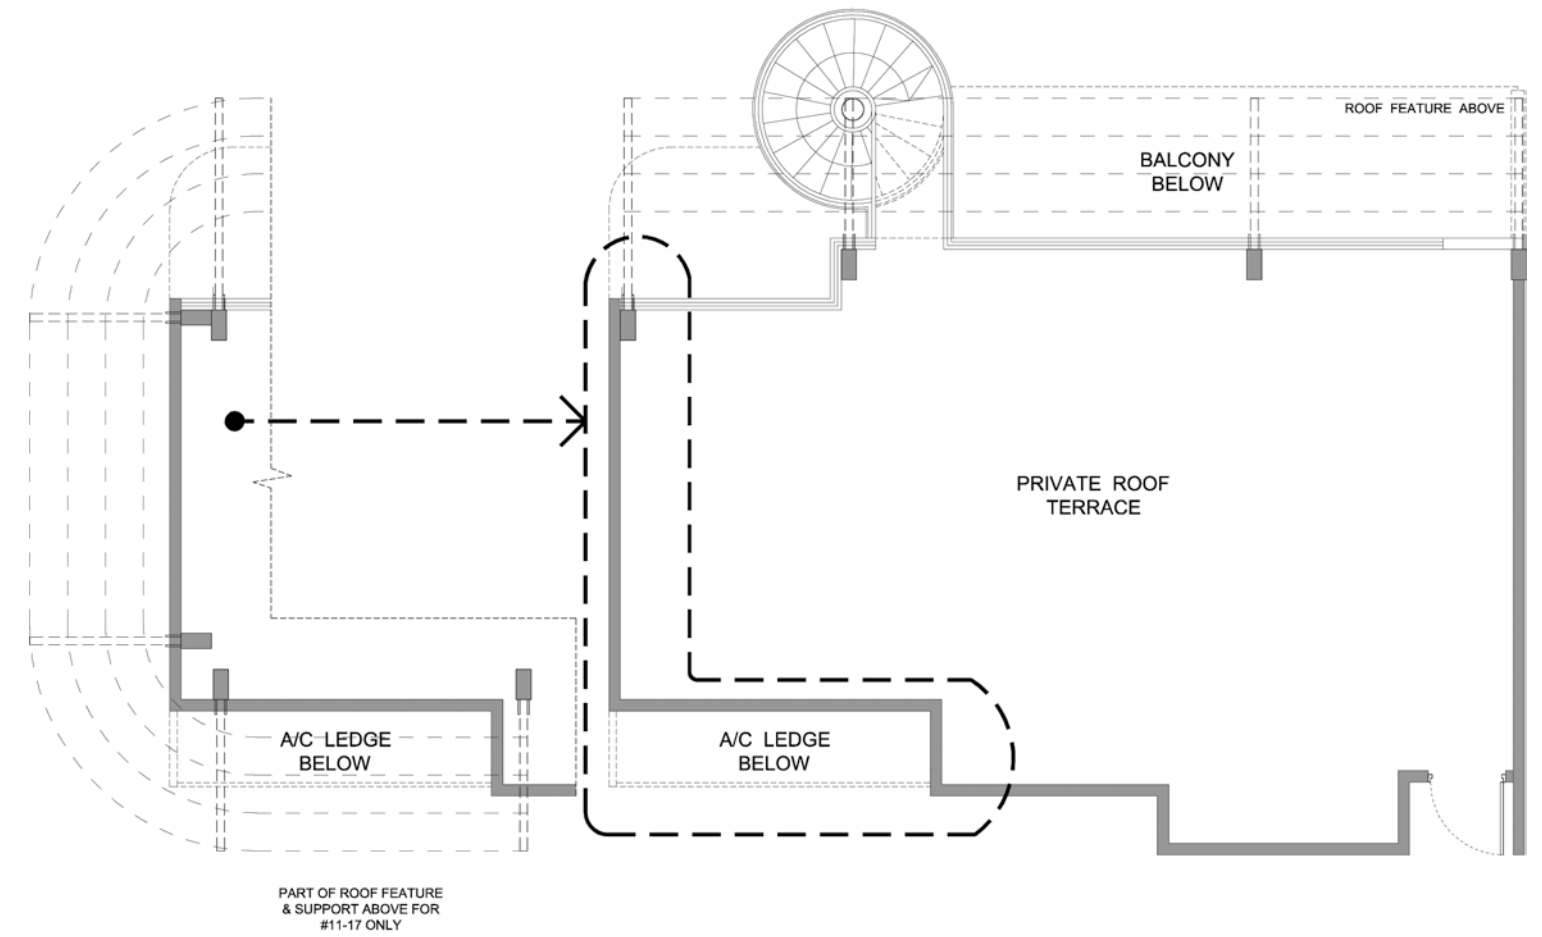 ROOF FEATURE ABOVE
BALCONY
BELOW
PRIVATE ROOF
TERRACE
A/C LEDGE
BELOW
A/C LEDGE
BELOW
PART OF ROOF FEATURE
& SUPPORT ABOVE FOR
#11-17 ONLY